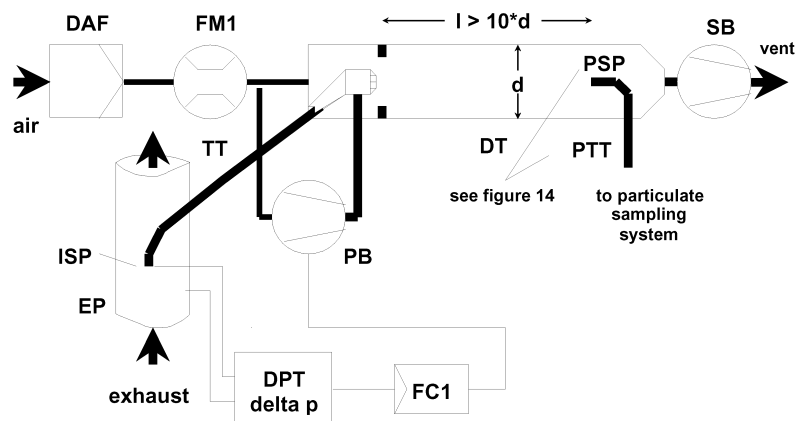 DAF
FM1
l > 10*d
SB
vent
PSP
d
air
TT
DT
PTT
see figure 14
to particulate
sampling
system
ISP
PB
EP
DPT
delta p
FC1
exhaust